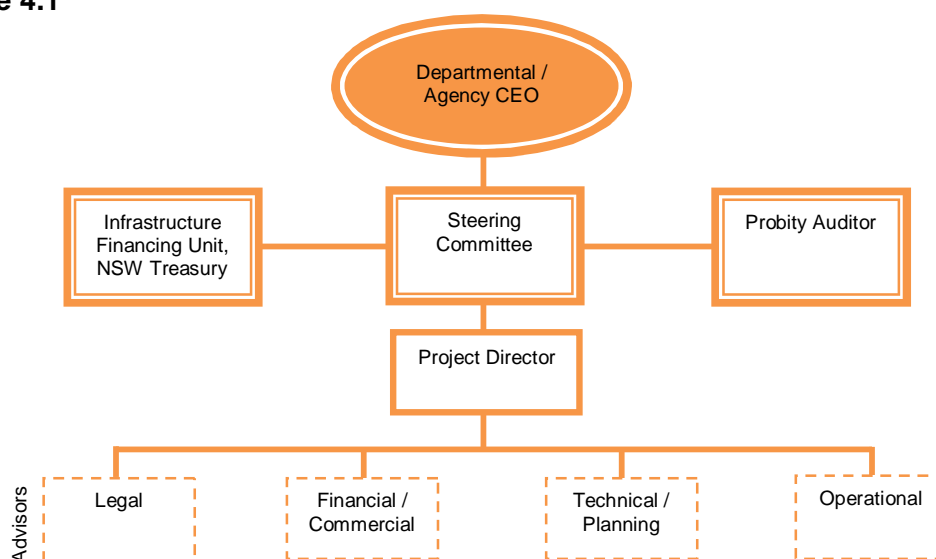 4.1
Departmental /
Agency CEO
Infrastructure
Financing Unit,
NSW Treasury
Steering
Committee
Probity Auditor
Project Director
Advisors
Legal
Financial /
Commercial
Technical /
Planning
Operational